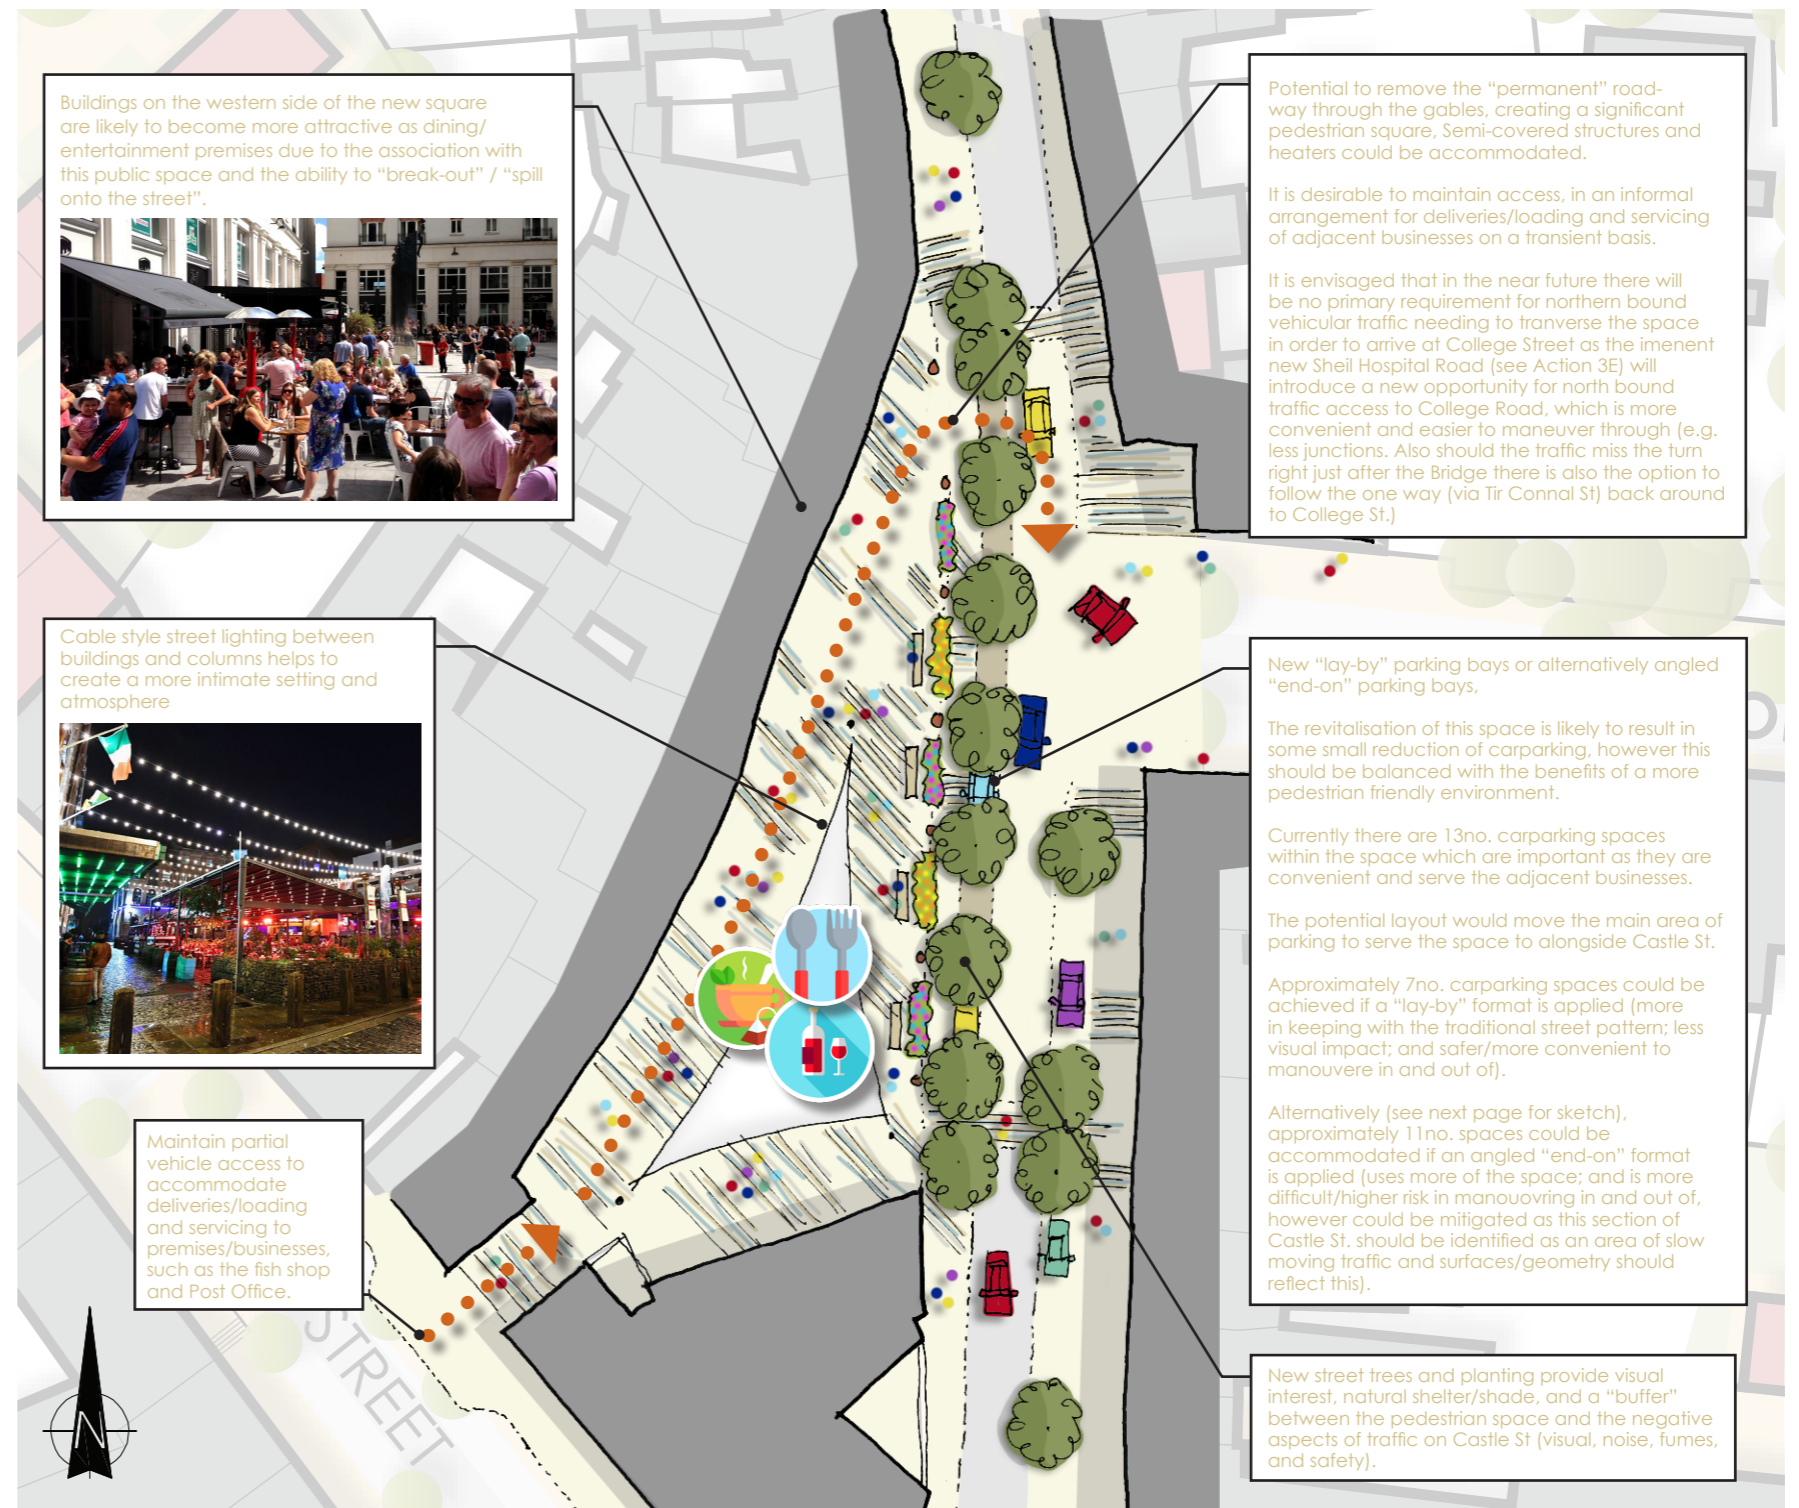 Buildings on the western side of the new square
are likely to become more attractive as dining/
entertainment premises due to the association with
this public space and the ability to “break-out” / “spill
onto the street”.
Cable style street lighting between
buildings and columns helps to
create a more intimate setting and
atmosphere
Maintain partial
vehicle access to
accommodate
deliveries/loading
and servicing to
premises/businesses,
such as the fish shop
and Post Office.
STREET
N
Potential to remove the “permanent” road-
way through the gables, creating a significant
pedestrian square, Semi-covered structures and
heaters could be accommodated.
It is desirable to maintain access, in an informal
arrangement for deliveries/loading and servicing
of adjacent businesses on a transient basis.
It is envisaged that in the near future there will
be no primary requirement for northern bound
vehicular traffic needing to tranverse the space
in order to arrive at College Street as the imenent
new Sheil Hospital Road (see Action 3E) will
introduce a new opportunity for north bound
traffic access to College Road, which is more
convenient and easier to maneuver through (e.g.
less junctions. Also should the traffic miss the turn
right just after the Bridge there is also the option to
follow the one way (via Tir Connal St) back around
to College St.)
New “lay-by” parking bays or alternatively angled
“end-on” parking bays,
The revitalisation of this space is likely to result in
some small reduction of carparking, however this
should be balanced with the benefits of a more
pedestrian friendly environment.
Currently there are 13no. carparking spaces
within the space which are important as they are
convenient and serve the adjacent businesses.
The potential layout would move the main area of
parking to serve the space to alongside Castle St.
Approximately 7no. carparking spaces could be
achieved if a “lay-by” format is applied (more
in keeping with the traditional street pattern; less
visual impact; and safer/more convenient to
manouvere in and out of).
Alternatively (see next page for sketch),
approximately 11no. spaces could be
accommodated if an angled “end-on” format
is applied (uses more of the space; and is more
difficult/higher risk in manouovring in and out of,
however could be mitigated as this section of
Castle St. should be identified as an area of slow
moving traffic and surfaces/geometry should
reflect this).
New street trees and planting provide visual
interest, natural shelter/shade, and a “buffer”
between the pedestrian space and the negative
aspects of traffic on Castle St (visual, noise, fumes,
and safety).